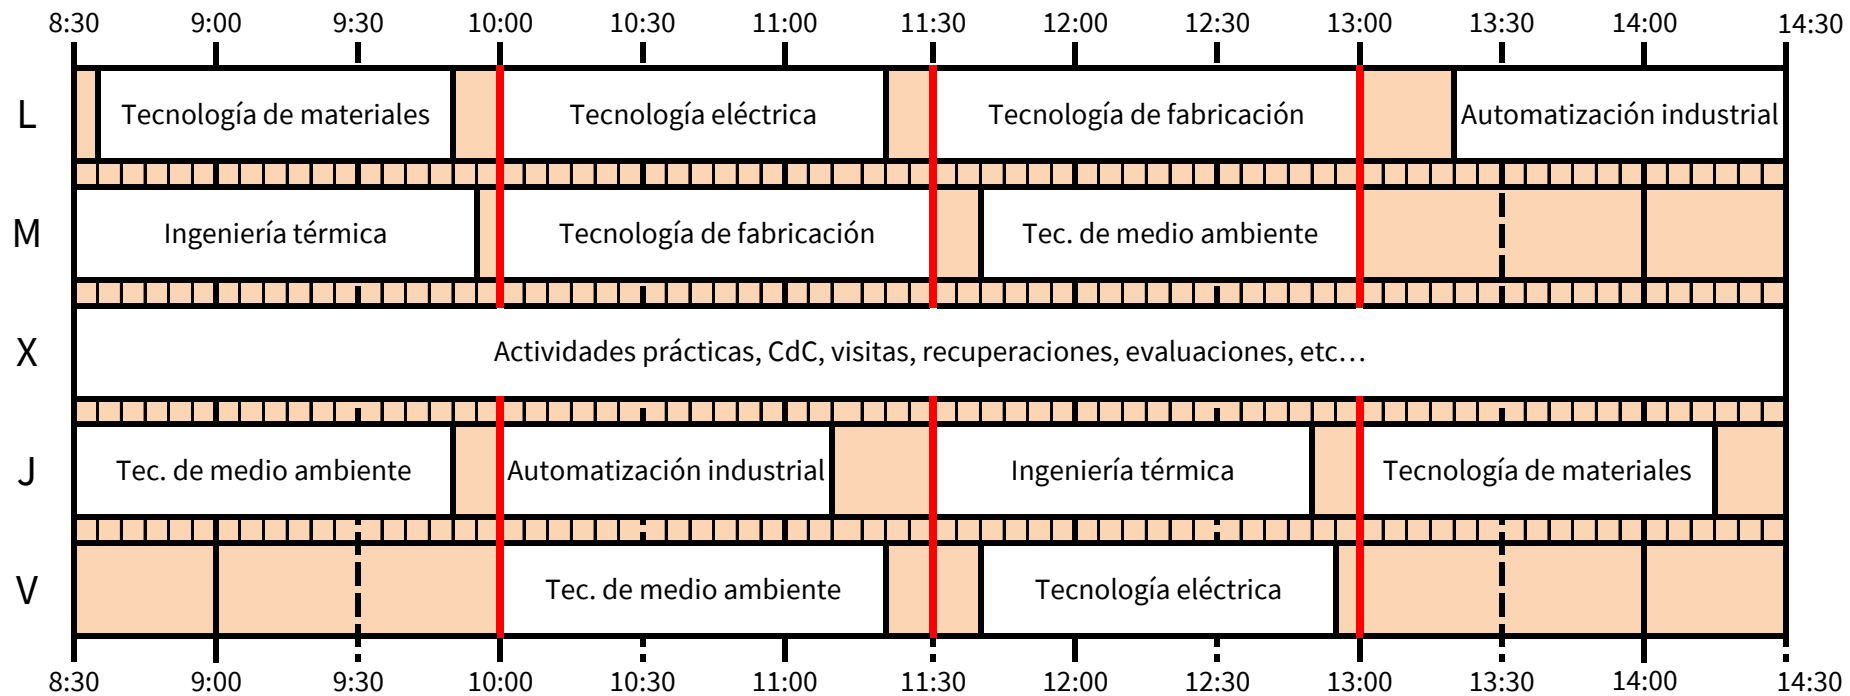 8:30 9:00 9:30 10:00 10:30 11:00 11:30 12:00 12:30 13:00 13:30 14:00 14:30
L Tecnología de materiales Tecnología eléctrica Tecnología de fabricación Automatización industrial
M Ingeniería térmica Tecnología de fabricación Tec. de medio ambiente
X Actividades prácticas, CdC, visitas, recuperaciones, evaluaciones, etc...
J Tec. de medio ambiente Automatización industrial Ingeniería térmica Tecnología de materiales
V Tec. de medio ambiente Tecnología eléctrica
8:30 9:00 9:30 10:00 10:30 11:00 11:30 12:00 12:30 13:00 13:30 14:00 14:30